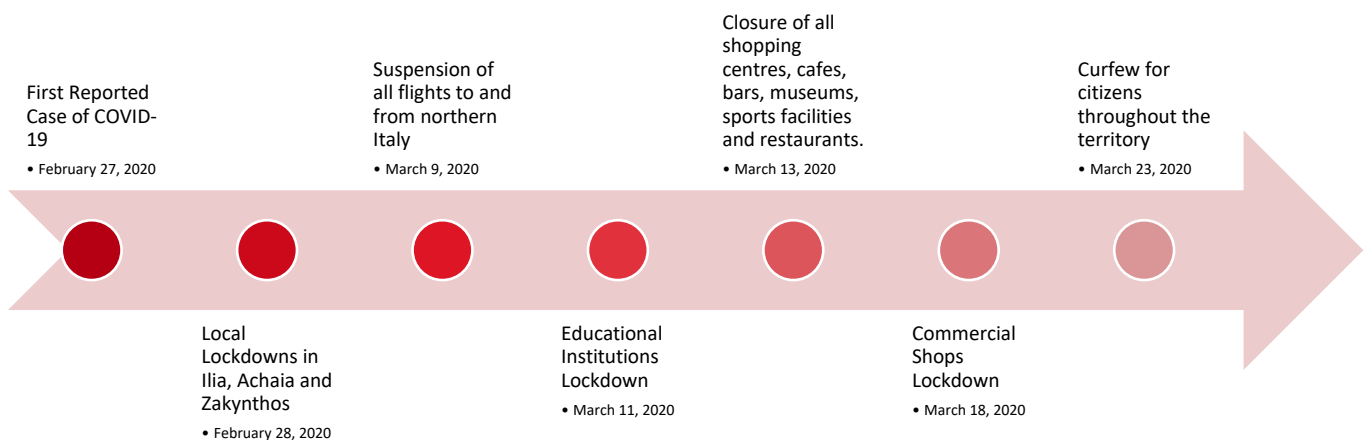 First Reported
Case of COVID-
19
• February 27, 2020
Local
Lockdowns in
Ilia, Achaia and
Zakynthos
• February 28, 2020
Suspension of
all flights to and
from northern
Italy
• March 9, 2020
Educational
Institutions
Lockdown
• March 11, 2020
Closure of all
shopping
centres, cafes,
bars, museums,
sports facilities
and restaurants.
• March 13, 2020
Commercial
Shops
Lockdown
• March 18, 2020
Curfew for
citizens
throughout the
territory
• March 23, 2020